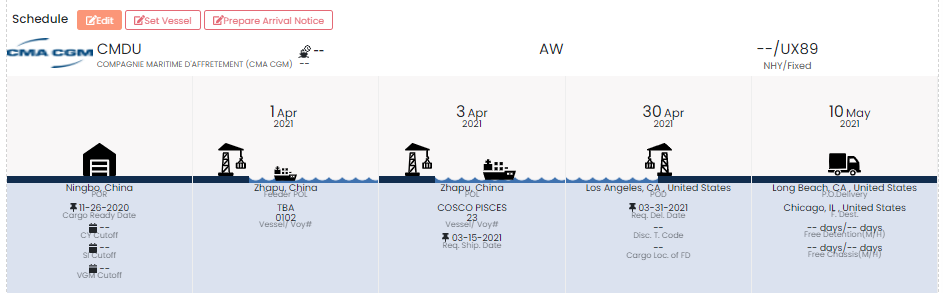 Schedule
Edit
Set Vessel
Prepare Arrival Notice
CMA CGM
CMDU
COMPAGNIE MARITIME D'AFFRETEMENT (CMA CGM)
--
--
AW
--/UX89
NHY/Fixed
1 Apr
2021
3 Apr
2021
30 Apr
2021
10 May
2021
Ningbo, China
POR
11-26-2020
Cargo Ready Date
--
CY Cutoff
--
SI Cutoff
--
VGM Cutoff
Zhapu, China
Feeder POL
TBA
0102
Vessel/ Voy#
Zhapu, China
POL
COSCO PISCES
23
Vessel/ Voy#
03-15-2021
Req. Ship. Date
Los Angeles, CA , United States
POD
03-31-2021
Req. Del. Date
--
Disc. T. Code
--
Cargo Loc. of FD
Long Beach, CA , United States
P.O.Delivery
Chicago, IL , United States
F. Dest.
-- days/-- days
Free Detention(M/H)
-- days/-- days
Free Chassis(M/H)